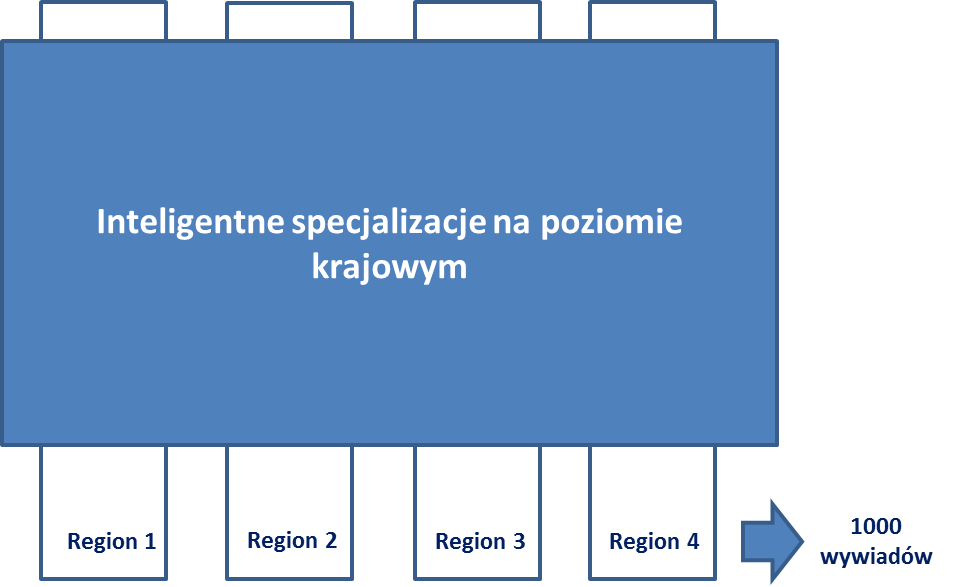 Inteligentne specjalizacje na poziomie
krajowym
Region 1
Region 2
Region 3
Region 4
1000
wywiadów